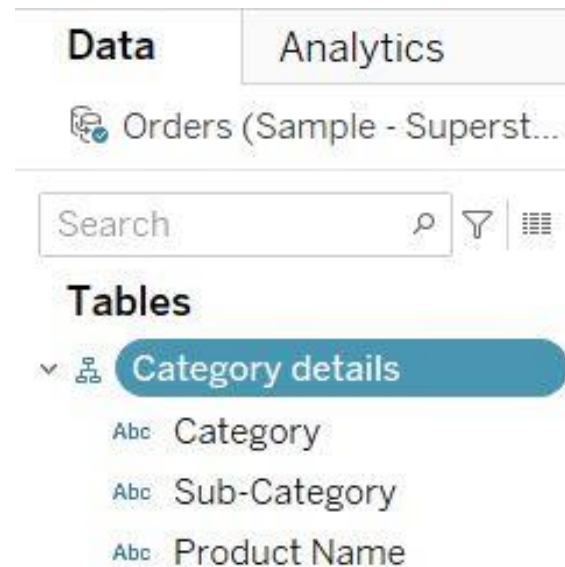 Data Analytics
Orders (Sample - Superst...
Search
Tables
Category details
Abc Category
Abc Sub-Category
Abc Product Name